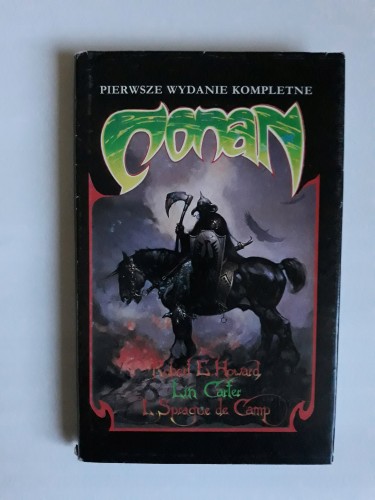 PIERWSZE WYDANIE KOMPLETNE
Conan
Robert E. Howard
Lin Carter
L. Sprague de Camp